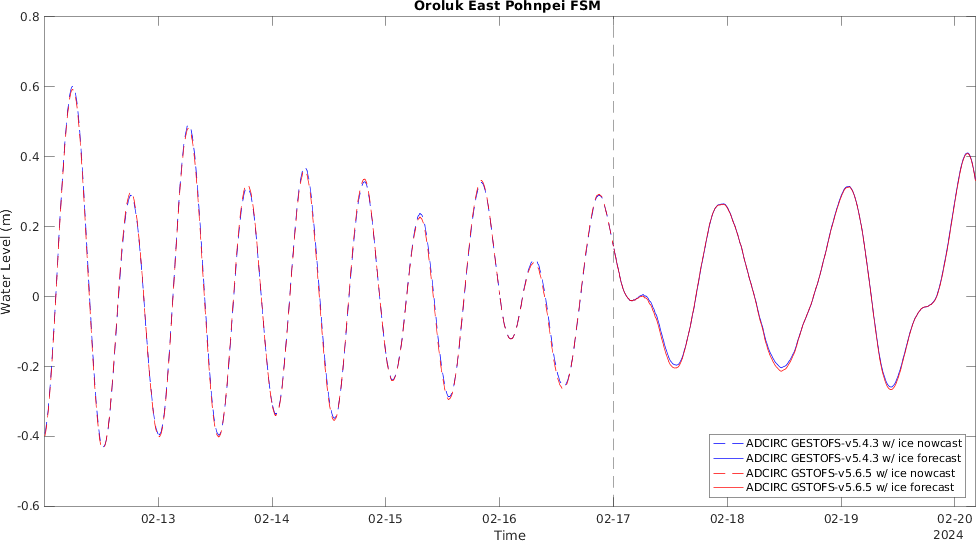 Oroluk East Pohnpei FSM
0.8
0.6
0.4
0.2
0
-0.2
-0.4
-0.6
Water Level (m)
ADCIRC GESTOFS-v5.4.3 w/ ice nowcast
ADCIRC GESTOFS-v5.4.3 w/ ice forecast
ADCIRC GSTOFS-v5.6.5 w/ ice nowcast
ADCIRC GSTOFS-v5.6.5 w/ ice forecast
02-13 02-14 02-15 02-16 02-17 02-18 02-19 02-20
Time 2024